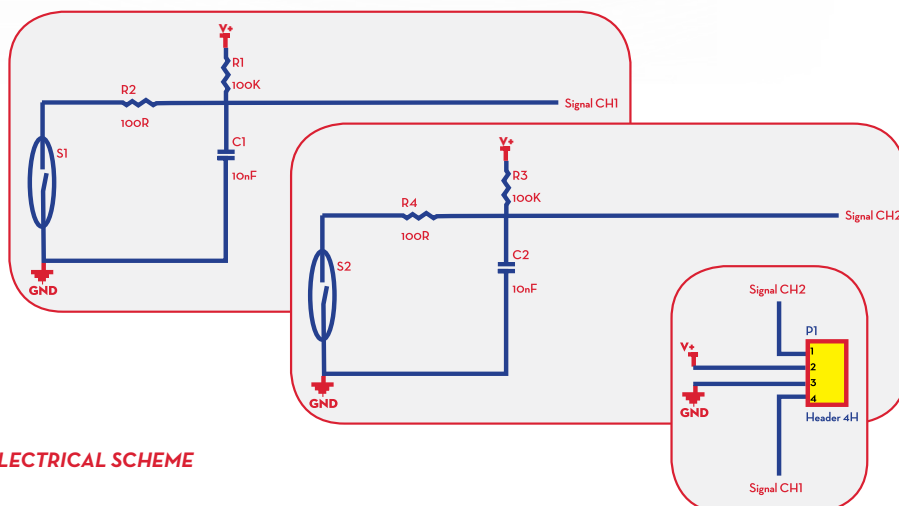 V+
R1
100K
R2
100R
Signal CH1
S1
C1
10nF
GND
V+
R3
100K
R4
100R
Signal CH2
S2
C2
10nF
GND
Signal CH2
P1
V+
1
2
3
4
GND
Header 4H
Signal CH1
LECTRICAL SCHEME